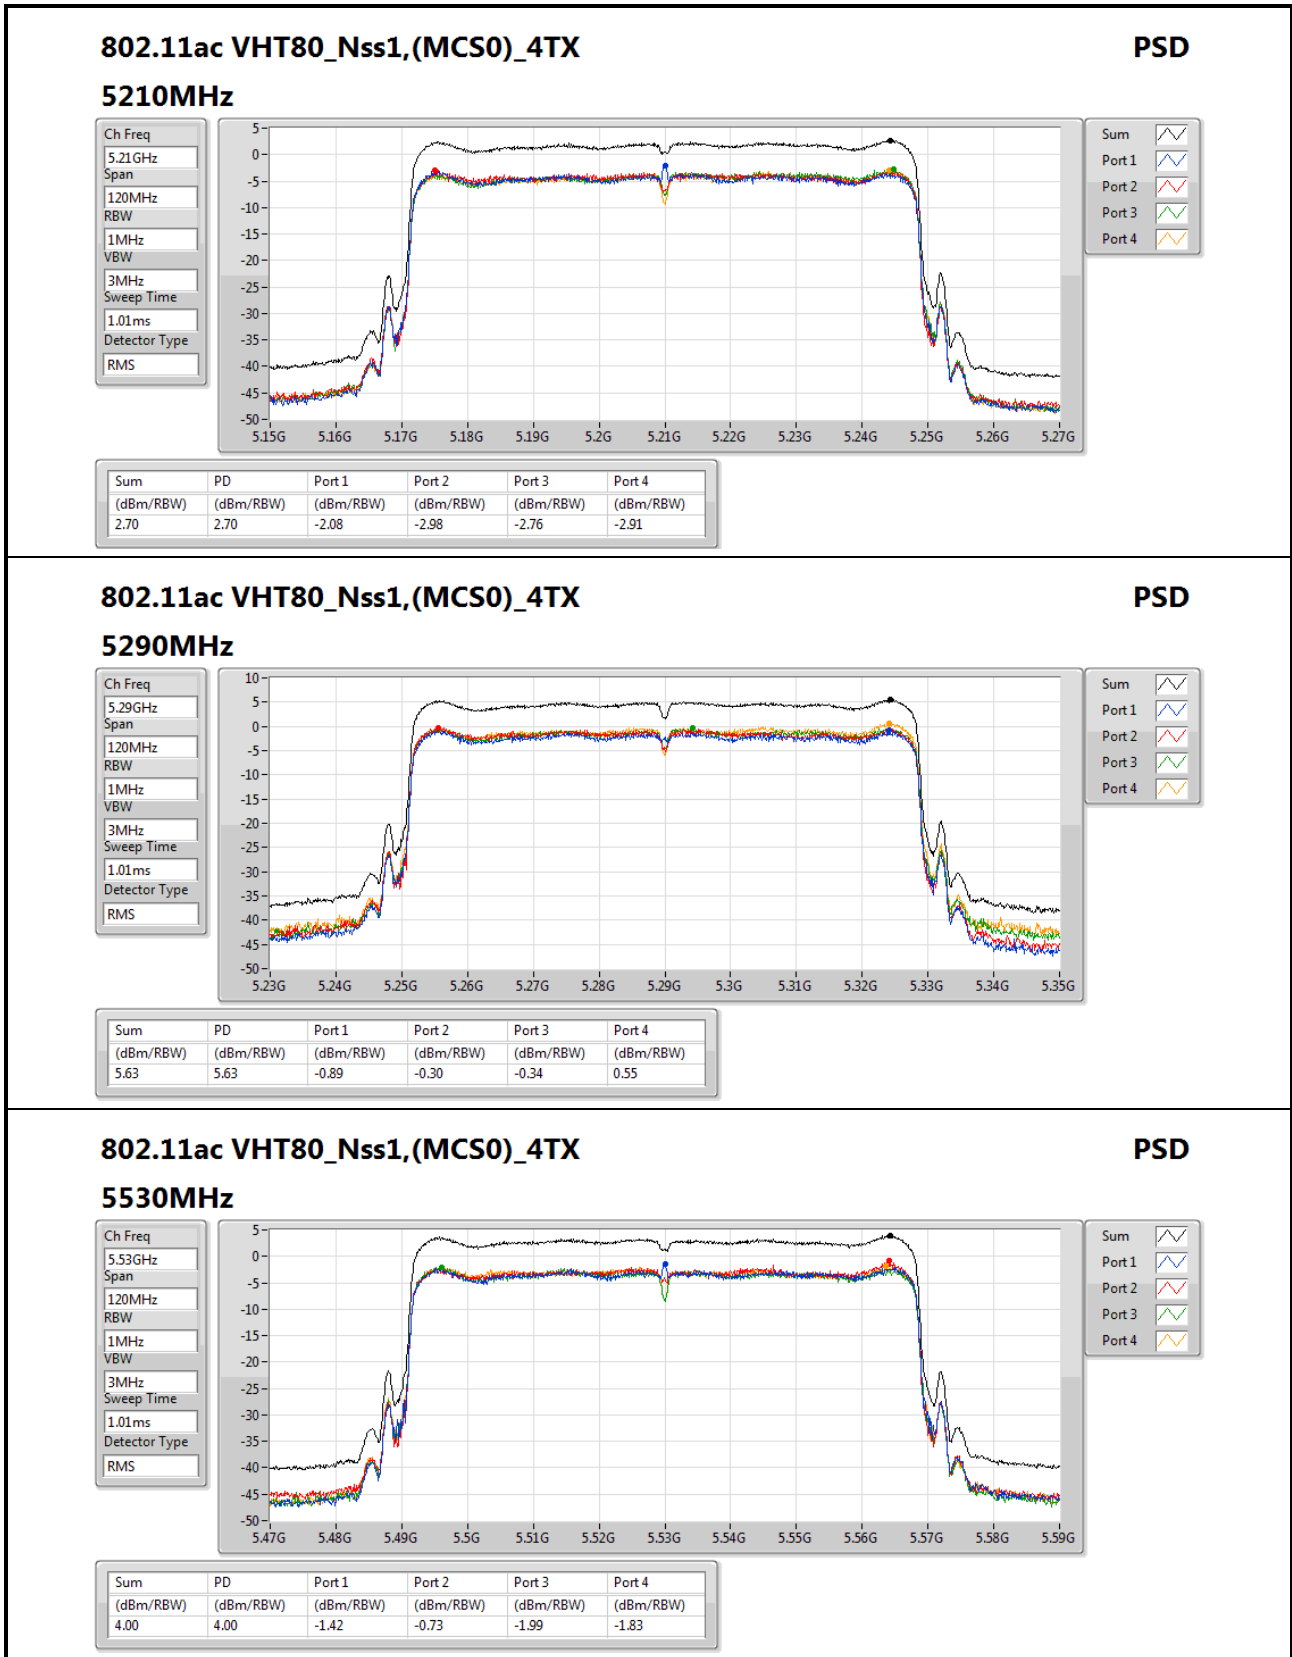 802.11ac VHT80_Nss1,(MCS0)_4TX PSD
5210MHz
Ch Freq
5.21GHz
Span
120MHz
RBW
1MHz
VBW
3MHz
Sweep Time
1.01ms
Detector Type
RMS
5
0
-5
-10
-15
-20
-25
-30
-35
-40
-45
-50
5.15G 5.16G 5.17G 5.18G 5.19G 5.2G 5.21G 5.22G 5.23G 5.24G 5.25G 5.26G 5.27G
Sum
Port 1
Port 2
Port 3
Port 4
Sum PD Port 1 Port 2 Port 3 Port 4
(dBm/RBW) (dBm/RBW) (dBm/RBW) (dBm/RBW) (dBm/RBW) (dBm/RBW)
2.70 2.70 -2.08 -2.98 -2.76 -2.91
802.11ac VHT80_Nss1,(MCS0)_4TX PSD
5290MHz
Ch Freq
5.29GHz
Span
120MHz
RBW
1MHz
VBW
3MHz
Sweep Time
1.01ms
Detector Type
RMS
10
5
0
-5
-10
-15
-20
-25
-30
-35
-40
-45
-50
5.23G 5.24G 5.25G 5.26G 5.27G 5.28G 5.29G 5.3G 5.31G 5.32G 5.33G 5.34G 5.35G
Sum
Port 1
Port 2
Port 3
Port 4
Sum PD Port 1 Port 2 Port 3 Port 4
(dBm/RBW) (dBm/RBW) (dBm/RBW) (dBm/RBW) (dBm/RBW) (dBm/RBW)
5.63 5.63 -0.89 -0.30 -0.34 0.55
802.11ac VHT80_Nss1,(MCS0)_4TX PSD
5530MHz
Ch Freq
5.53GHz
Span
120MHz
RBW
1MHz
VBW
3MHz
Sweep Time
1.01ms
Detector Type
RMS
5
0
-5
-10
-15
-20
-25
-30
-35
-40
-45
-50
5.47G 5.48G 5.49G 5.5G 5.51G 5.52G 5.53G 5.54G 5.55G 5.56G 5.57G 5.58G 5.59G
Sum
Port 1
Port 2
Port 3
Port 4
Sum PD Port 1 Port 2 Port 3 Port 4
(dBm/RBW) (dBm/RBW) (dBm/RBW) (dBm/RBW) (dBm/RBW) (dBm/RBW)
4.00 4.00 -1.42 -0.73 -1.99 -1.83